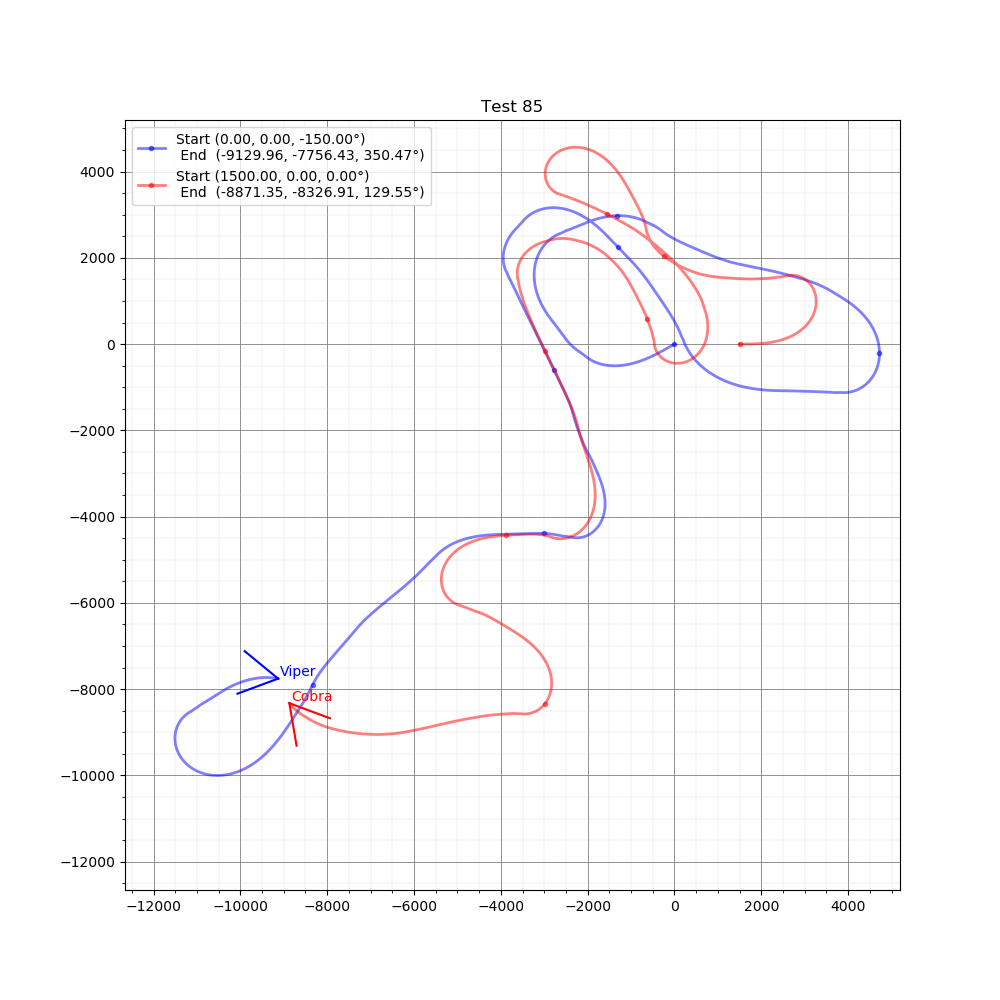 Test 85
Start (0.00, 0.00, -150.00°)
End (-9129.96, -7756.43, 350.47°)
Start (1500.00, 0.00, 0.00°)
End (-8871.35, -8326.91, 129.55°)
4000
2000
0
−2000
−4000
−6000
−8000
−10000
−12000
Viper
Cobra
−12000 −10000 −8000 −6000 −4000 −2000 0 2000 4000